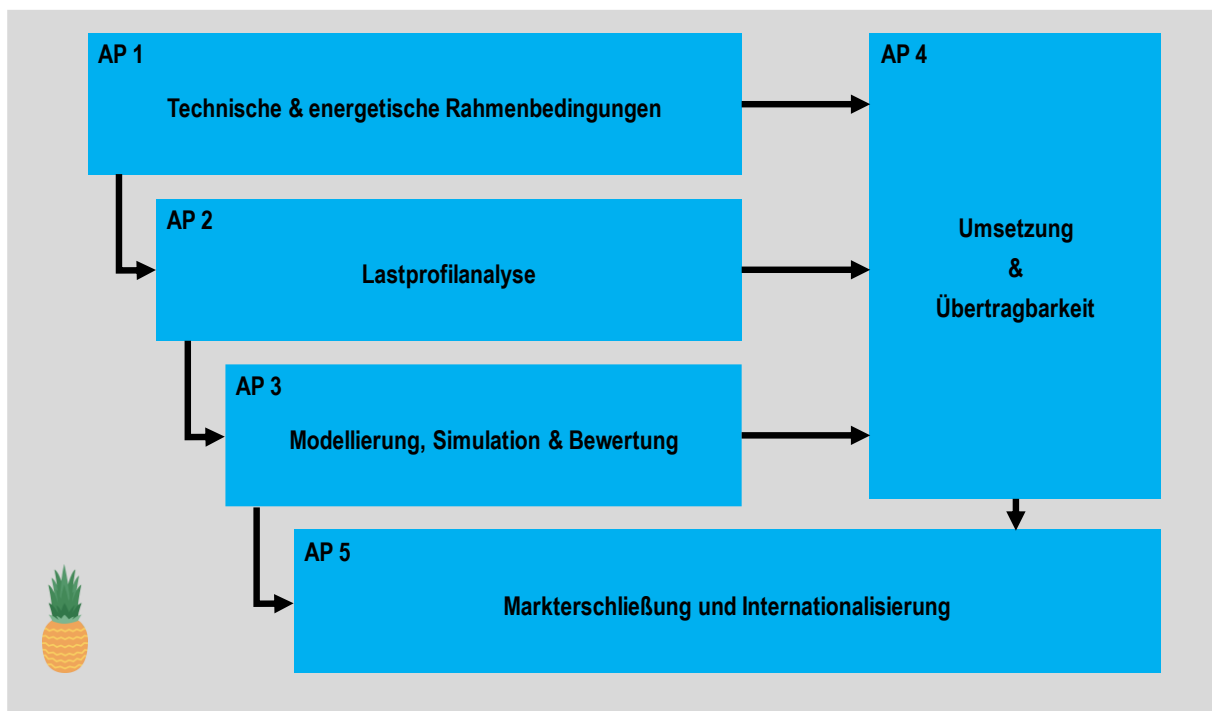 AP 1
Technische & energetische Rahmenbedingungen
AP 2
Lastprofilanalyse
AP 3
Modellierung, Simulation & Bewertung
AP 4
Umsetzung
&
Übertragbarkeit
AP 5
Markterschließung und Internationalisierung